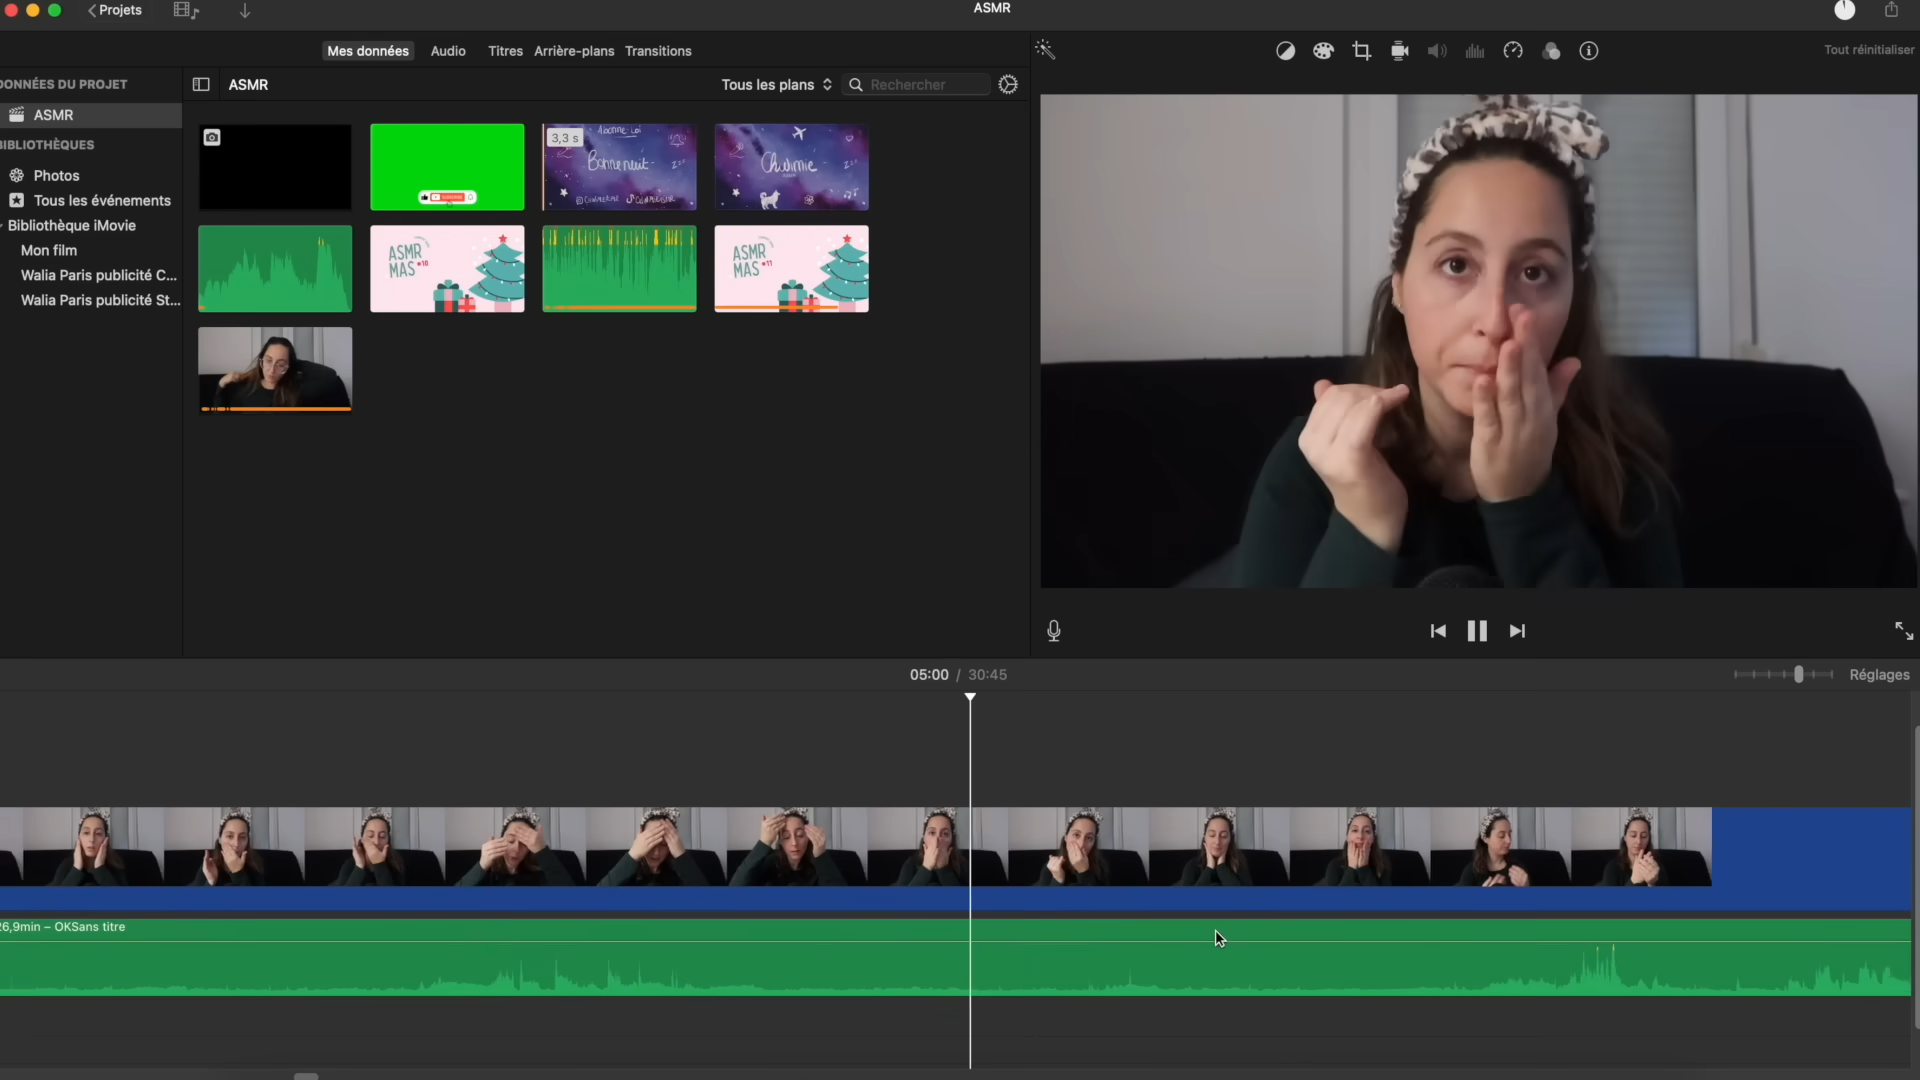 Projets
ASMR
Mes données
Audio
Titres
Arrière-plans
Transitions
Tout réinitialiser
DONNÉES DU PROJET
ASMR
Tous les plans
Rechercher
ASMR
BIBLIOTHÈQUES
Photos
Tous les événements
Bibliothèque iMovie
Mon film
Walia Paris publicité C...
Walia Paris publicité St...
3,3 s
Abonne-toi
Bonne nuit
ASMR
MAS
ASMR
MAS
05:00 / 30:45
Réglages
26,9min – OKSans titre